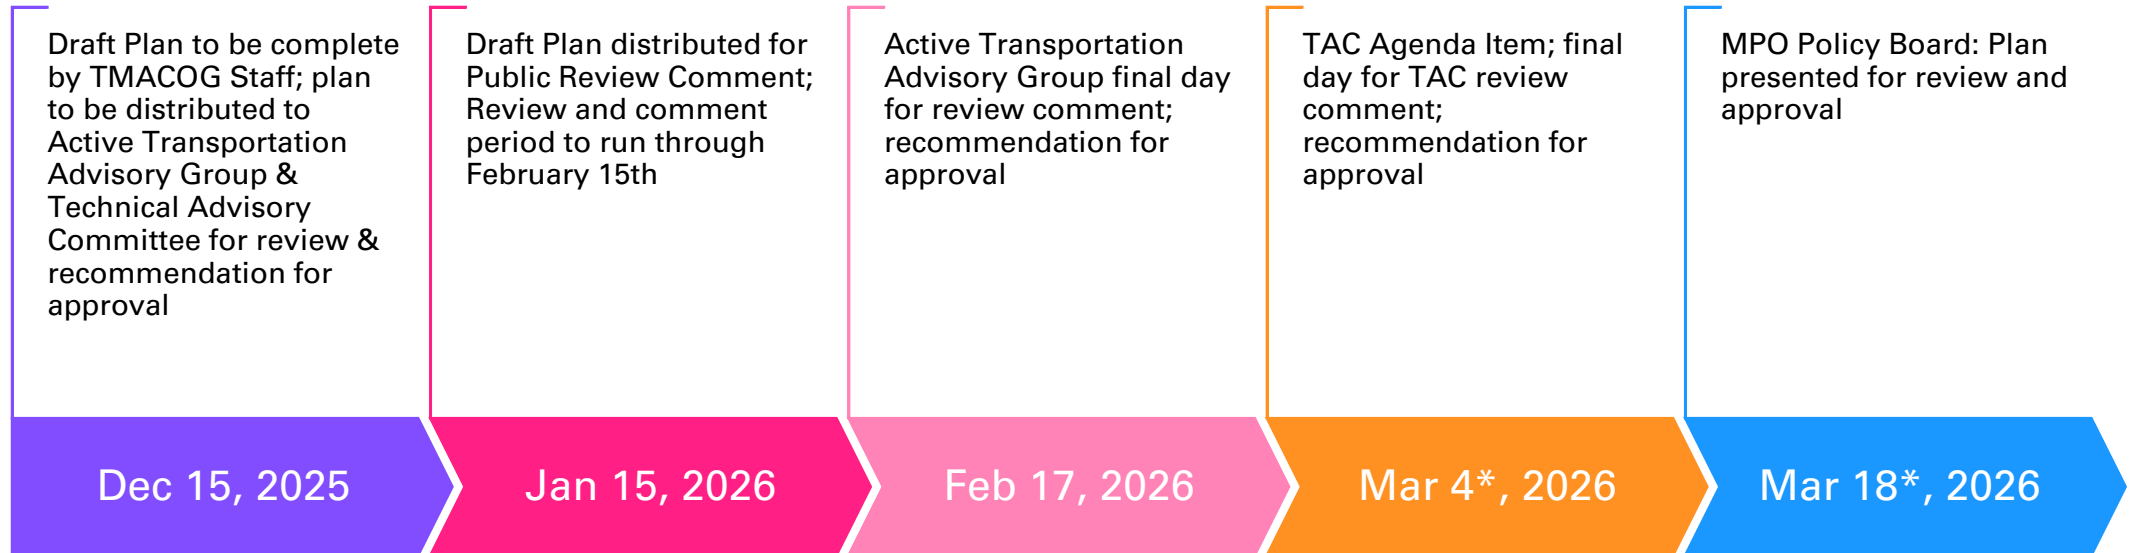 Draft Plan to be complete
by TMACOG Staff; plan
to be distributed to
Active Transportation
Advisory Group &
Technical Advisory
Committee for review &
recommendation for
approval
Draft Plan distributed for
Public Review Comment;
Review and comment
period to run through
February 15th
Active Transportation
Advisory Group final day
for review comment;
recommendation for
approval
TAC Agenda Item; final
day for TAC review
comment;
recommendation for
approval
MPO Policy Board: Plan
presented for review and
approval
Dec 15, 2025
Jan 15, 2026
Feb 17, 2026
Mar 4*, 2026
Mar 18*, 2026